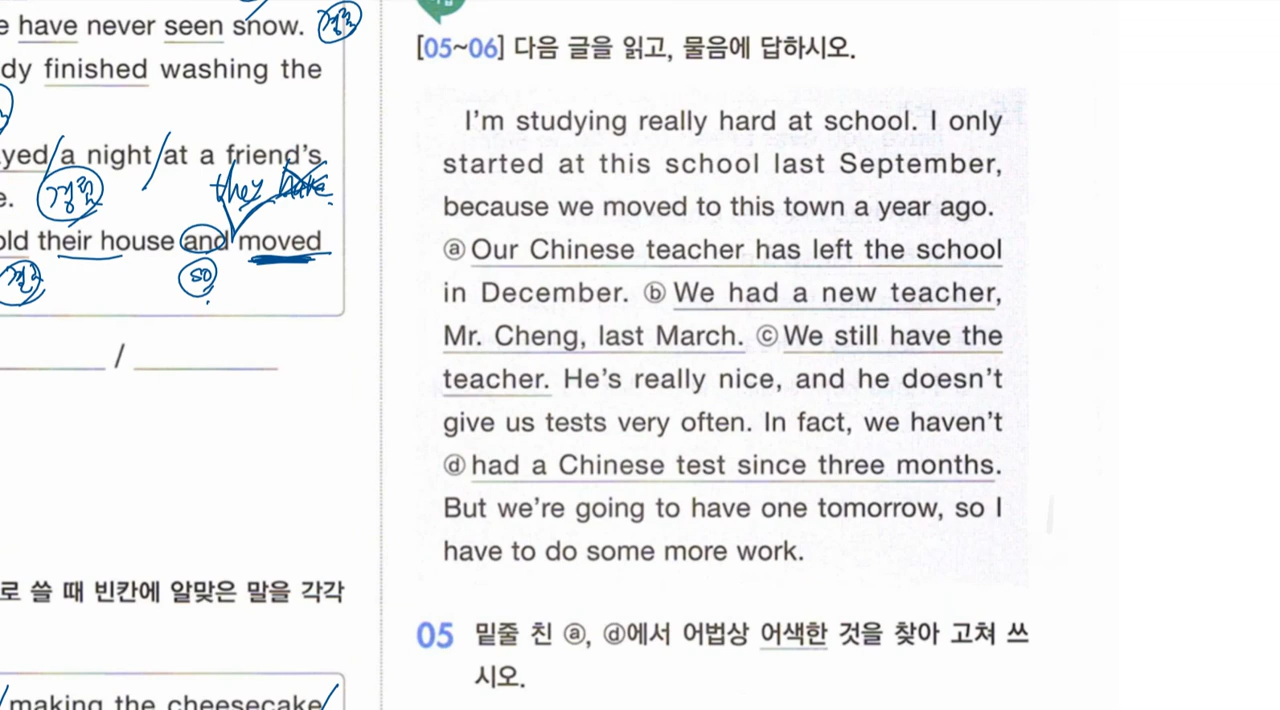 e have never seen snow. 경험
dy finished washing the
yed a night at a friend's
e. 경험 they
old their house and moved
so
/
로 쓸 때 빈칸에 알맞은 말을 각각
making the cheesecake
[05~06] 다음 글을 읽고, 물음에 답하시오.
I'm studying really hard at school. I only
started at this school last September,
because we moved to this town a year ago.
ⓐ Our Chinese teacher has left the school
in December. ⓑ We had a new teacher,
Mr. Cheng, last March. ⓒ We still have the
teacher. He's really nice, and he doesn't
give us tests very often. In fact, we haven't
ⓓ had a Chinese test since three months.
But we're going to have one tomorrow, so I
have to do some more work.
05 밑줄 친 ⓐ, ⓓ에서 어법상 어색한 것을 찾아 고쳐 쓰
시오.